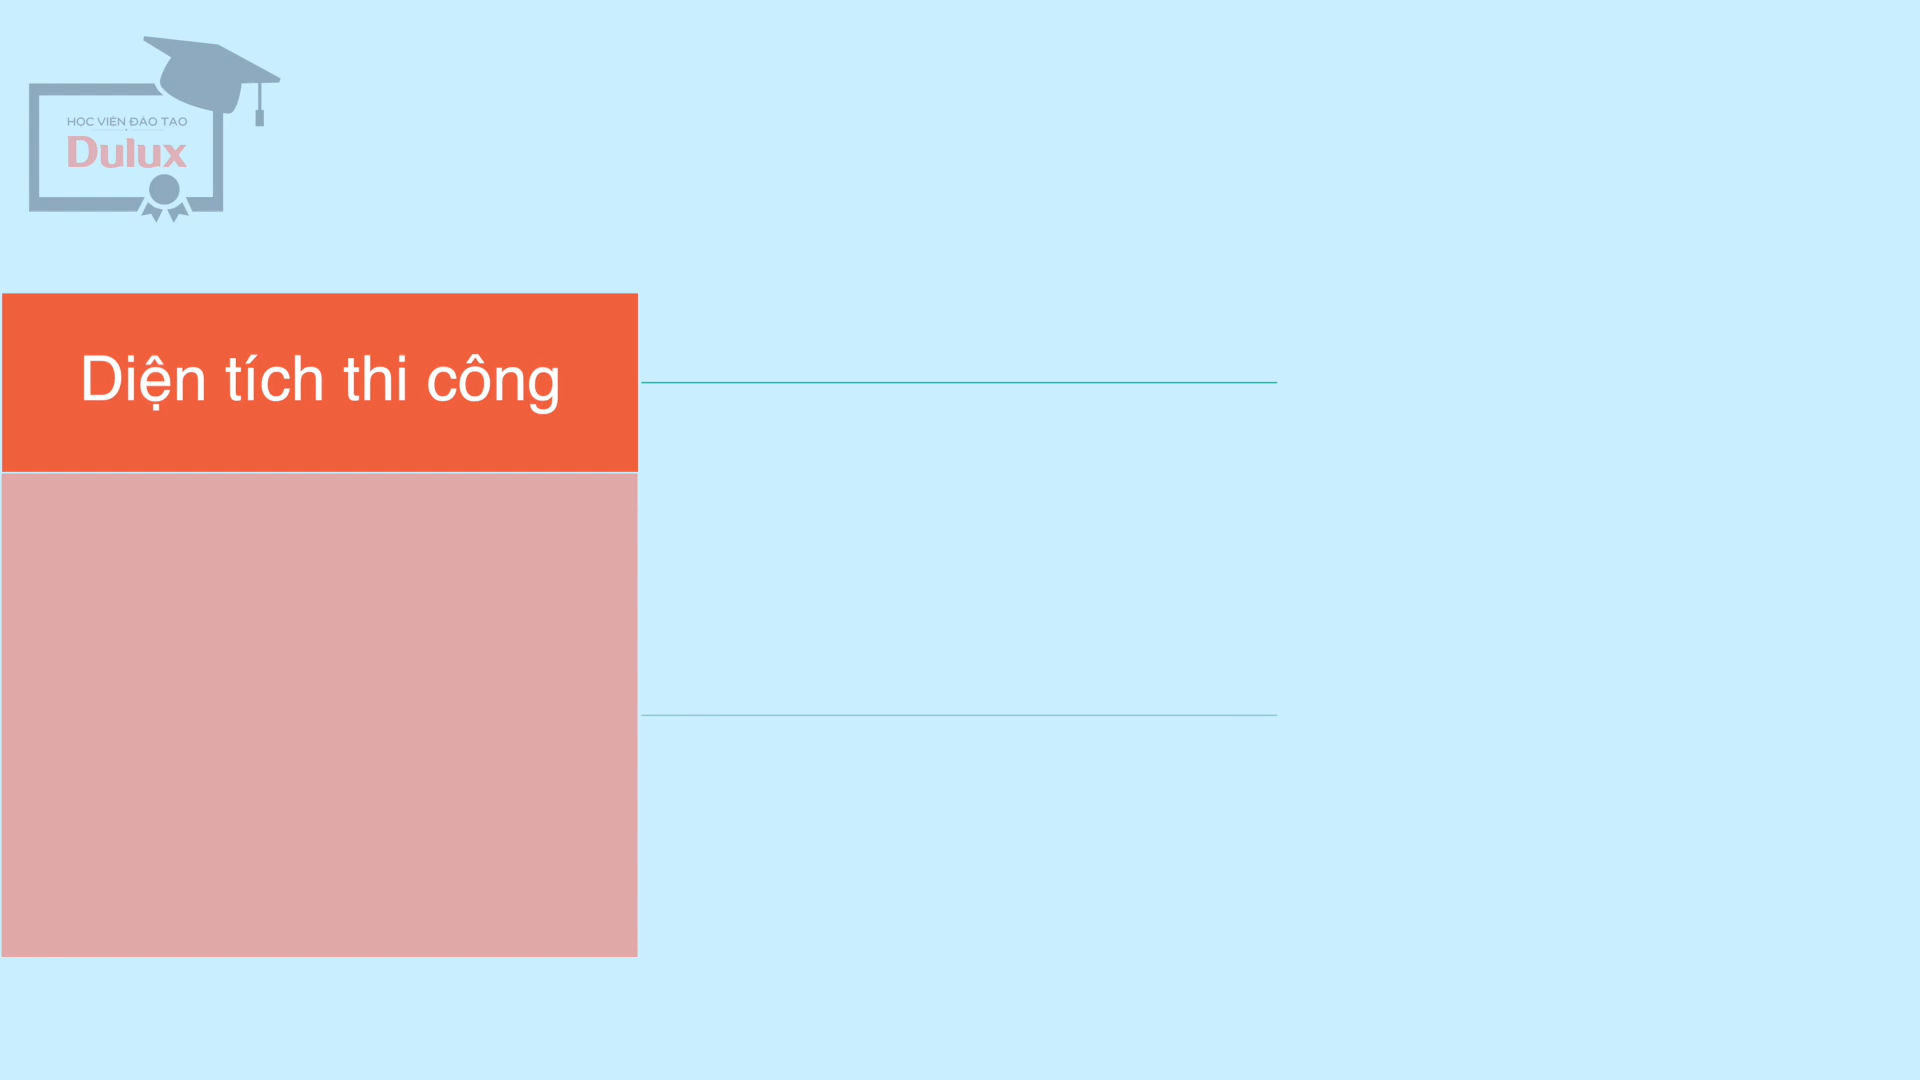 HỌC VIỆN ĐÀO TẠO
Dulux
Diện tích thi công